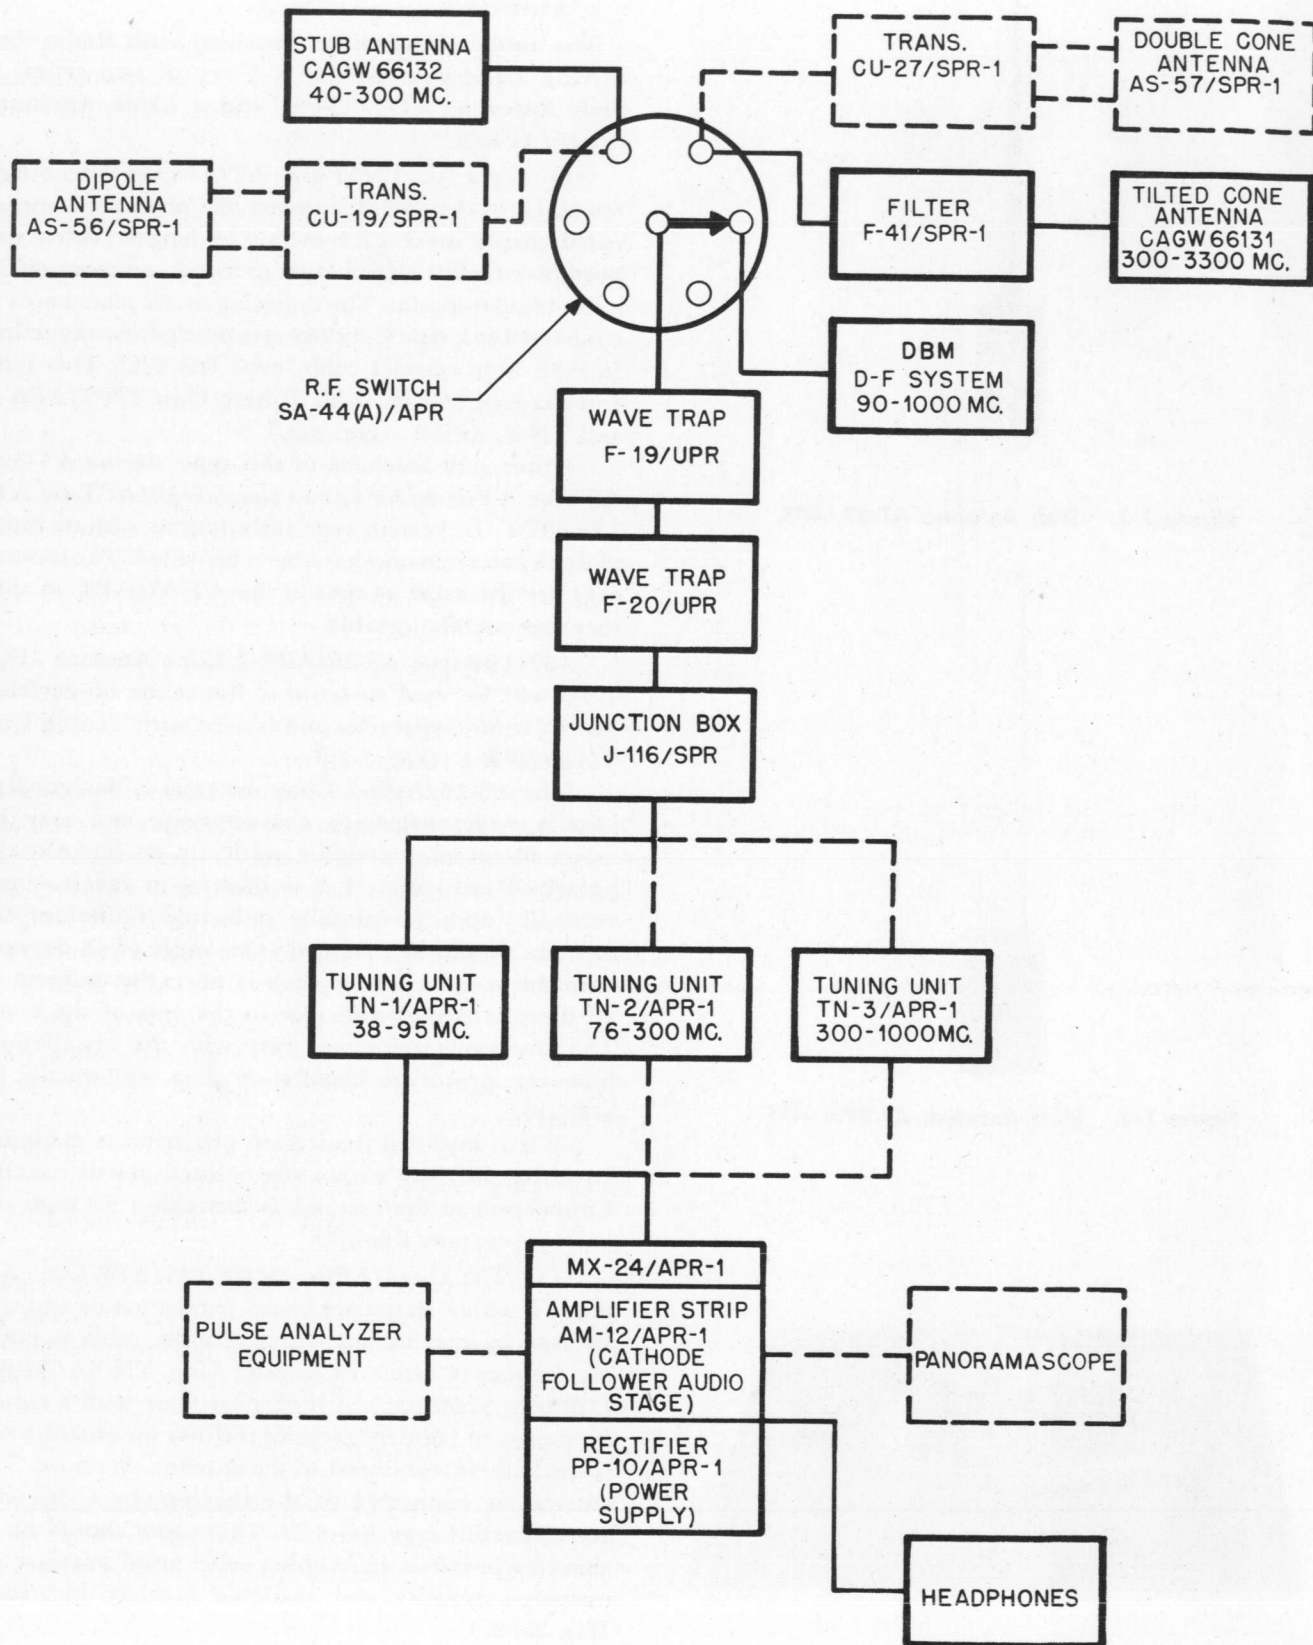 STUB ANTENNA
CAGW 66132
40-300 MC.
TRANS.
CU-27/SPR-1
DOUBLE CONE
ANTENNA
AS-57/SPR-1
DIPOLE
ANTENNA
AS-56/SPR-1
TRANS.
CU-19/SPR-1
FILTER
F-41/SPR-1
TILTED CONE
ANTENNA
CAGW 66131
300-3300 MC.
R.F. SWITCH
SA-44(A)/APR
DBM
D-F SYSTEM
90-1000 MC.
WAVE TRAP
F-19/UPR
WAVE TRAP
F-20/UPR
JUNCTION BOX
J-116/SPR
TUNING UNIT
TN-1/APR-1
38-95 MC.
TUNING UNIT
TN-2/APR-1
76-300 MC.
TUNING UNIT
TN-3/APR-1
300-1000 MC.
MX-24/APR-1
AMPLIFIER STRIP
AM-12/APR-1
(CATHODE
FOLLOWER AUDIO
STAGE)
RECTIFIER
PP-10/APR-1
(POWER
SUPPLY)
PULSE ANALYZER
EQUIPMENT
PANORAMASCOPE
HEADPHONES